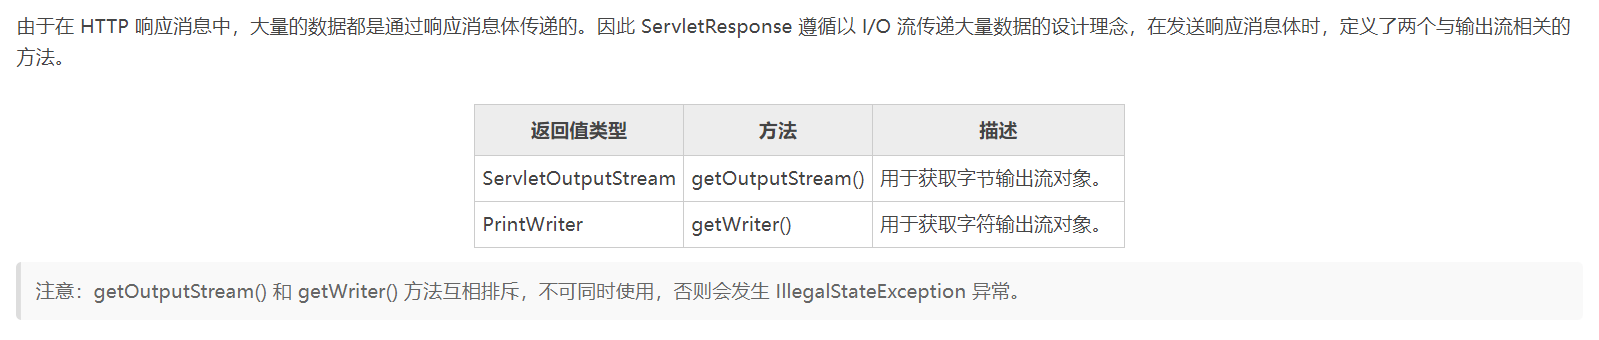 由于在 HTTP 响应消息中，大量的数据都是通过响应消息体传递的。因此 ServletResponse 遵循以 I/O 流传递大量数据的设计理念，在发送响应消息体时，定义了两个与输出流相关的
方法。
返回值类型 方法 描述
ServletOutputStream getOutputStream() 用于获取字节输出流对象。
PrintWriter getWriter() 用于获取字符输出流对象。
注意：getOutputStream() 和 getWriter() 方法互相排斥，不可同时使用，否则会发生 IllegalStateException 异常。